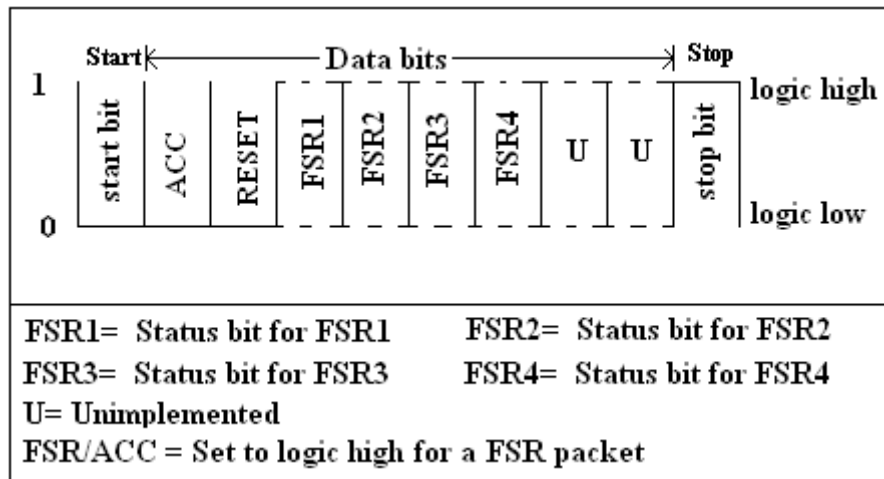 Start Data bits Stop
1 logic high
start bit ACC RESET FSR1 FSR2 FSR3 FSR4 U U stop bit
0 logic low
FSR1= Status bit for FSR1 FSR2= Status bit for FSR2
FSR3= Status bit for FSR3 FSR4= Status bit for FSR4
U= Unimplemented
FSR/ACC = Set to logic high for a FSR packet